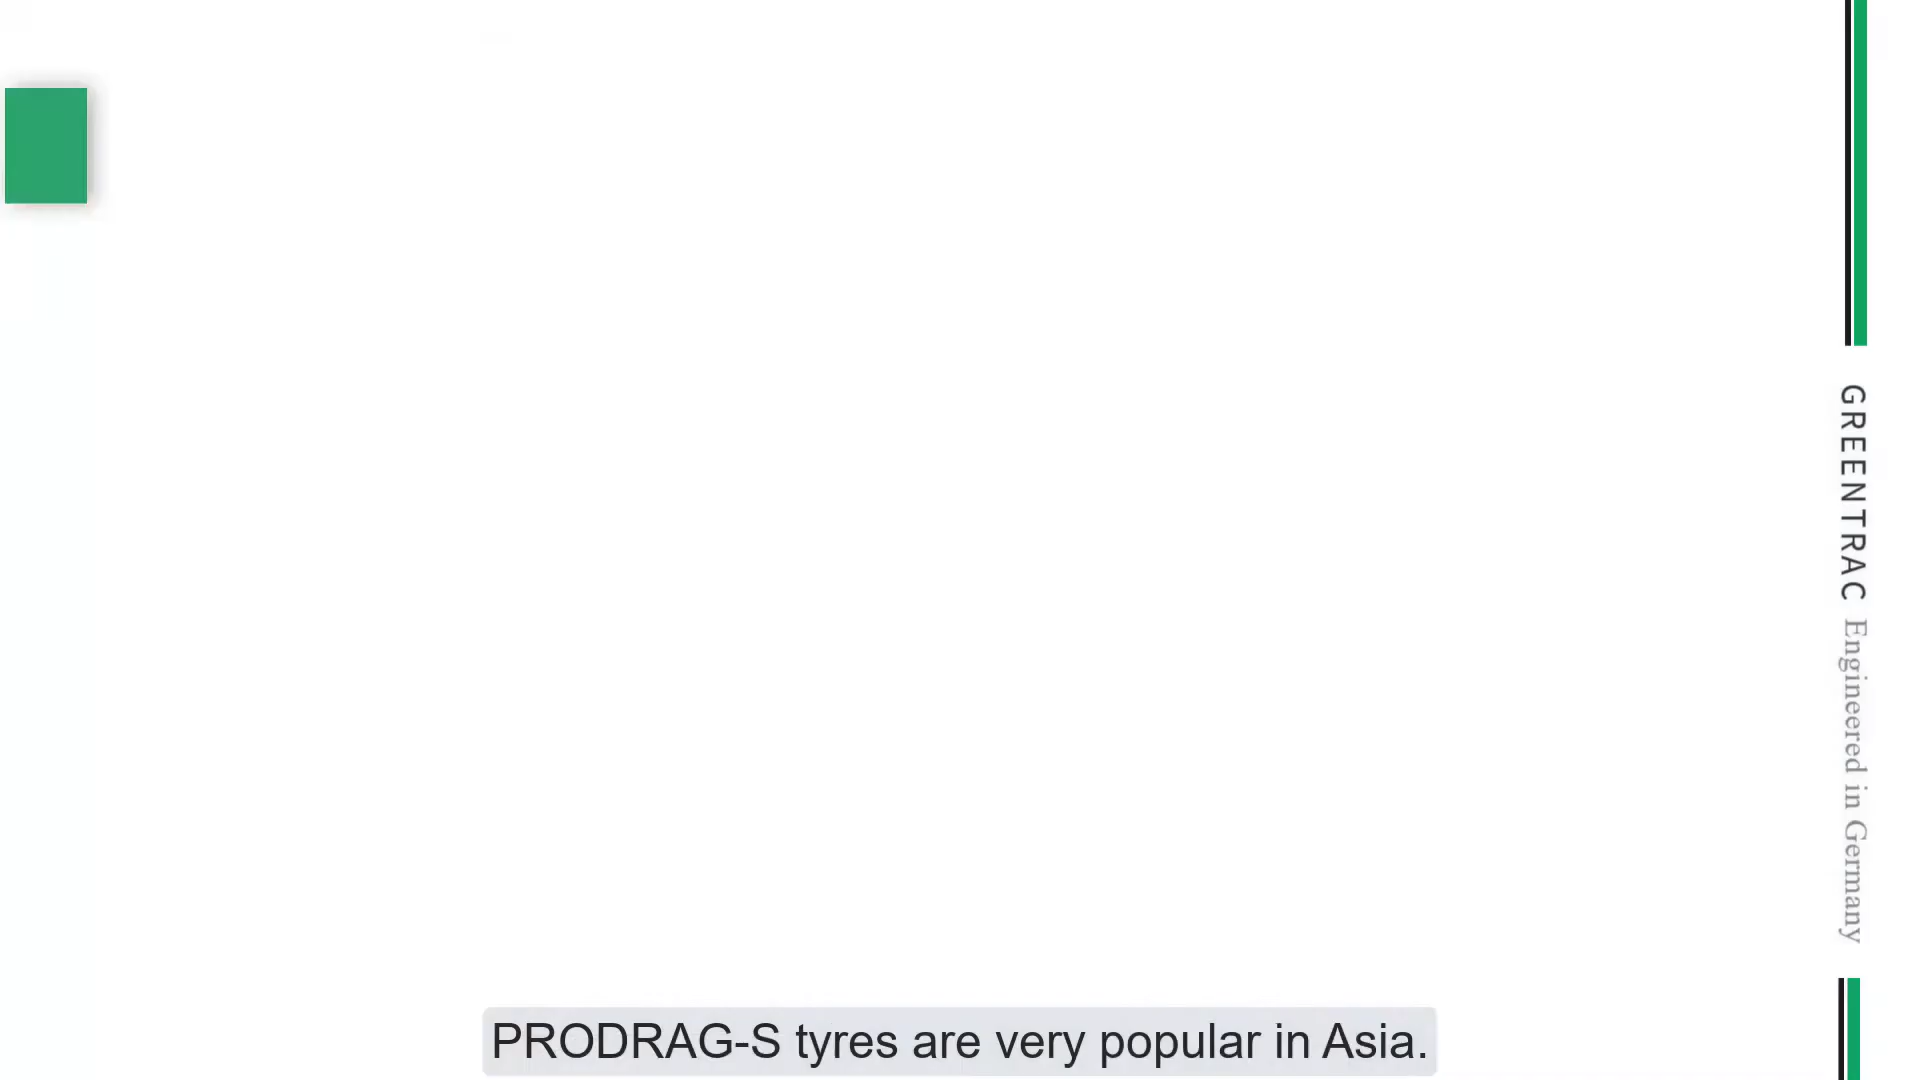 GREENTRAC Engineered in Germany
PRODRAG-S tyres are very popular in Asia.